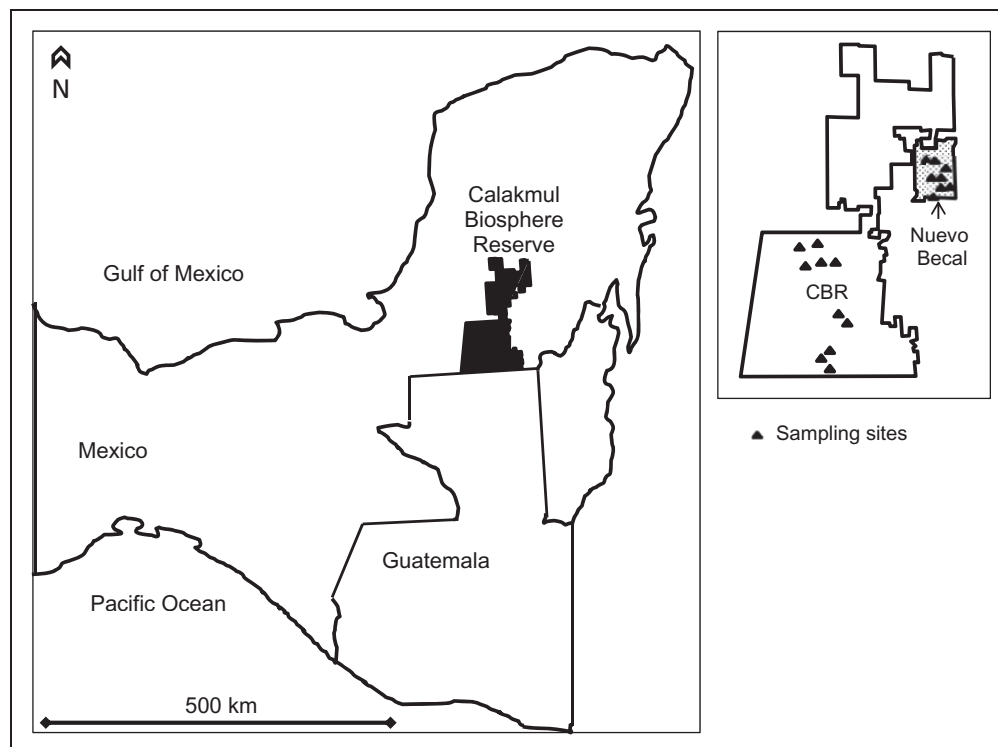 N
Calakmul
Biosphere
Reserve
Gulf of Mexico
Mexico
Guatemala
Pacific Ocean
500 km
Nuevo
Becal
CBR
Sampling sites